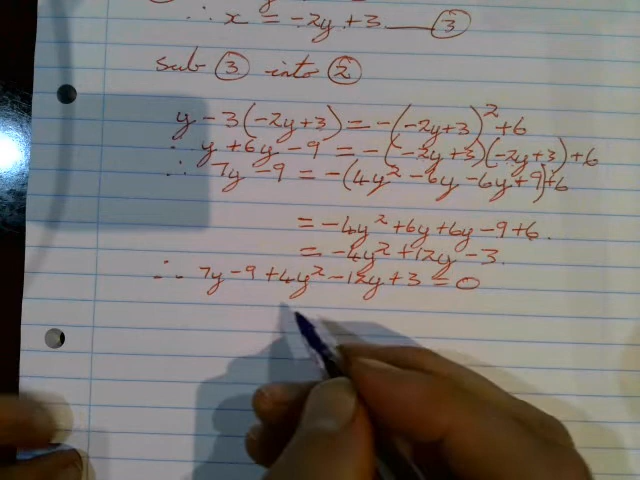 ∴ x = -2y + 3 — ③
sub ③ into ②
y - 3(-2y+3) = -(-2y+3)² + 6
∴ y + 6y - 9 = -(-2y+3)(-2y+3) + 6
∴ 7y - 9 = -(4y² - 6y - 6y + 9) + 6
= -4y² + 6y + 6y - 9 + 6.
= -4y² + 12y - 3.
∴ 7y - 9 + 4y² - 12y + 3 = 0